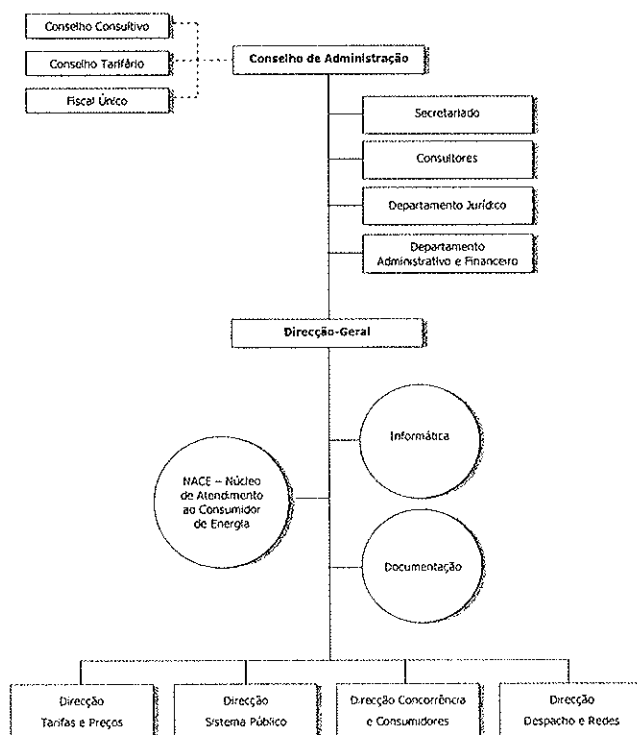 Conselho Consultivo
Conselho Tarifário
Fiscal Único
Conselho de Administração
Secretariado
Consultores
Departamento Jurídico
Departamento
Administrativo e Financeiro
Direcção-Geral
Informática
NACE – Núcleo
de Atendimento
ao Consumidor
de Energia
Documentação
Direcção
Tarifas e Preços
Direcção
Sistema Público
Direcção Concorrência
e Consumidores
Direcção
Despacho e Redes